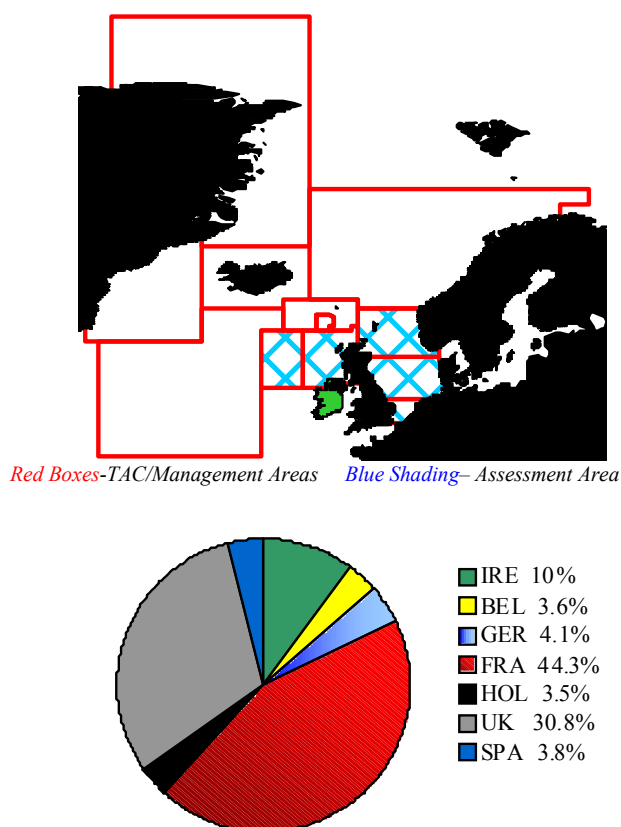 Red Boxes-TAC/Management Areas Blue Shading– Assessment Area
IRE 10%
BEL 3.6%
GER 4.1%
FRA 44.3%
HOL 3.5%
UK 30.8%
SPA 3.8%